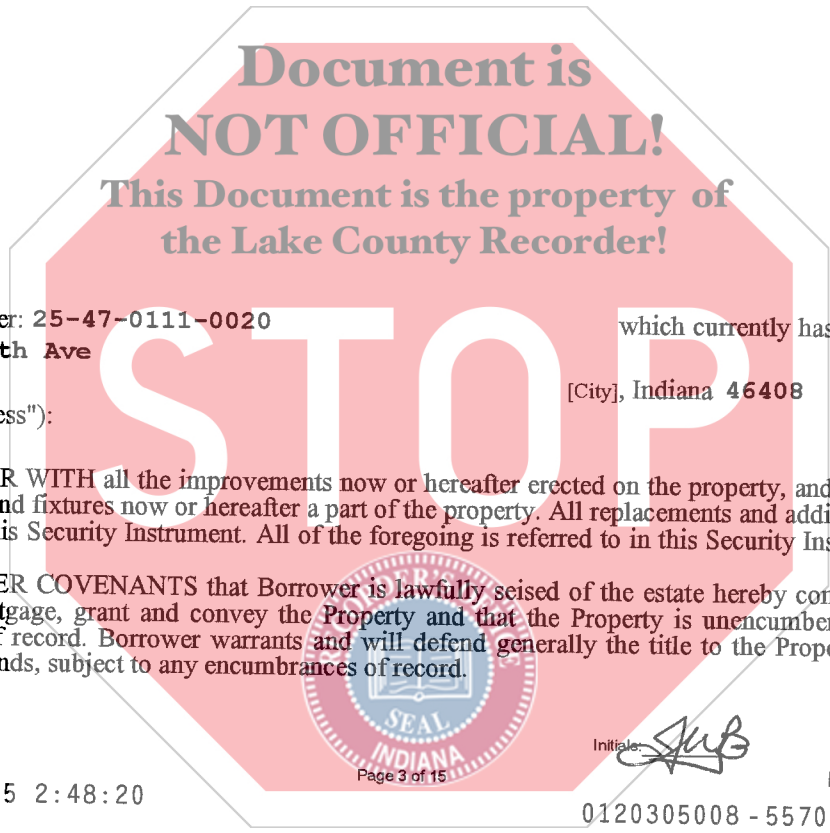 Document is
NOT OFFICIAL!
This Document is the property of
the Lake County Recorder!
STOP
er: 25-47-0111-0020 which currently has
th Ave
[City], Indiana 46408
ess"):
R WITH all the improvements now or hereafter erected on the property, and
nd fixtures now or hereafter a part of the property. All replacements and addi
is Security Instrument. All of the foregoing is referred to in this Security Ins
ER COVENANTS that Borrower is lawfully seised of the estate hereby con
tgage, grant and convey the Property and that the Property is unencumber
f record. Borrower warrants and will defend generally the title to the Prope
nds, subject to any encumbrances of record.
SEAL
INDIANA
Initials:
Page 3 of 15
5 2:48:20
0120305008 - 5570